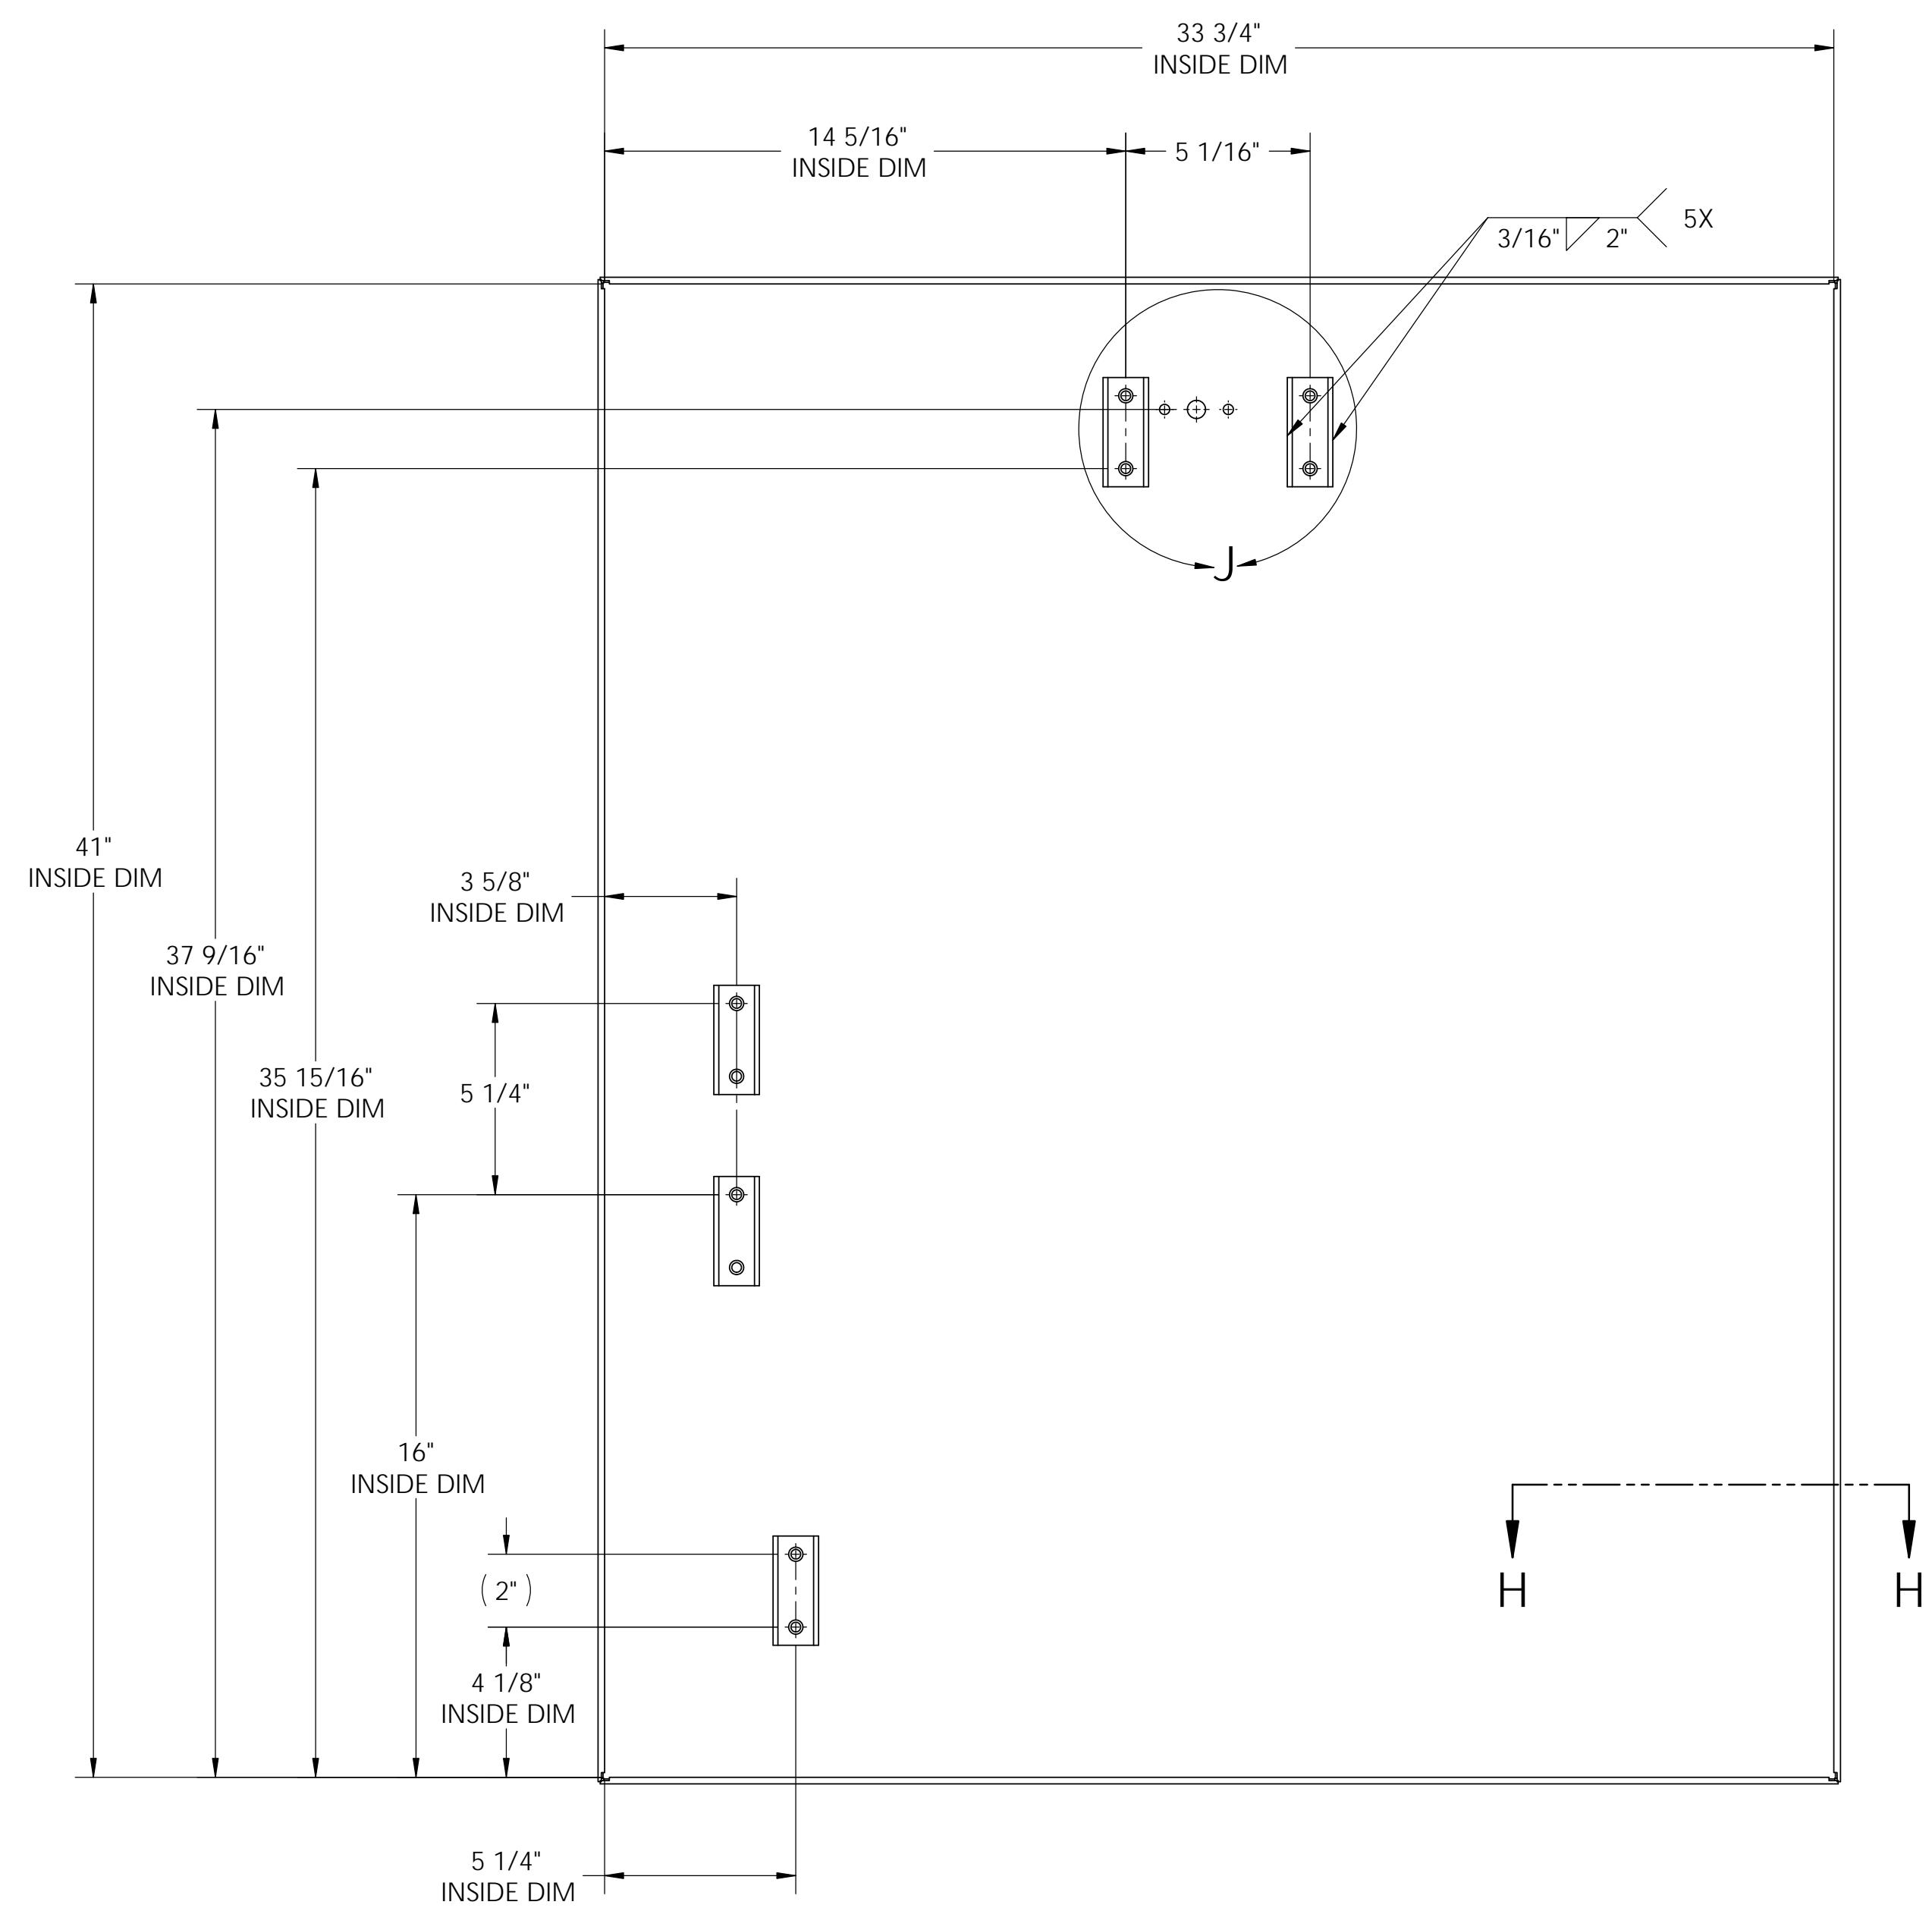 33 3/4"
INSIDE DIM
14 5/16"
INSIDE DIM
5 1/16"
3/16"
2"
5X
J
41"
INSIDE DIM
3 5/8"
INSIDE DIM
37 9/16"
INSIDE DIM
35 15/16"
INSIDE DIM
5 1/4"
16"
INSIDE DIM
( 2" )
H
H
4 1/8"
INSIDE DIM
5 1/4"
INSIDE DIM